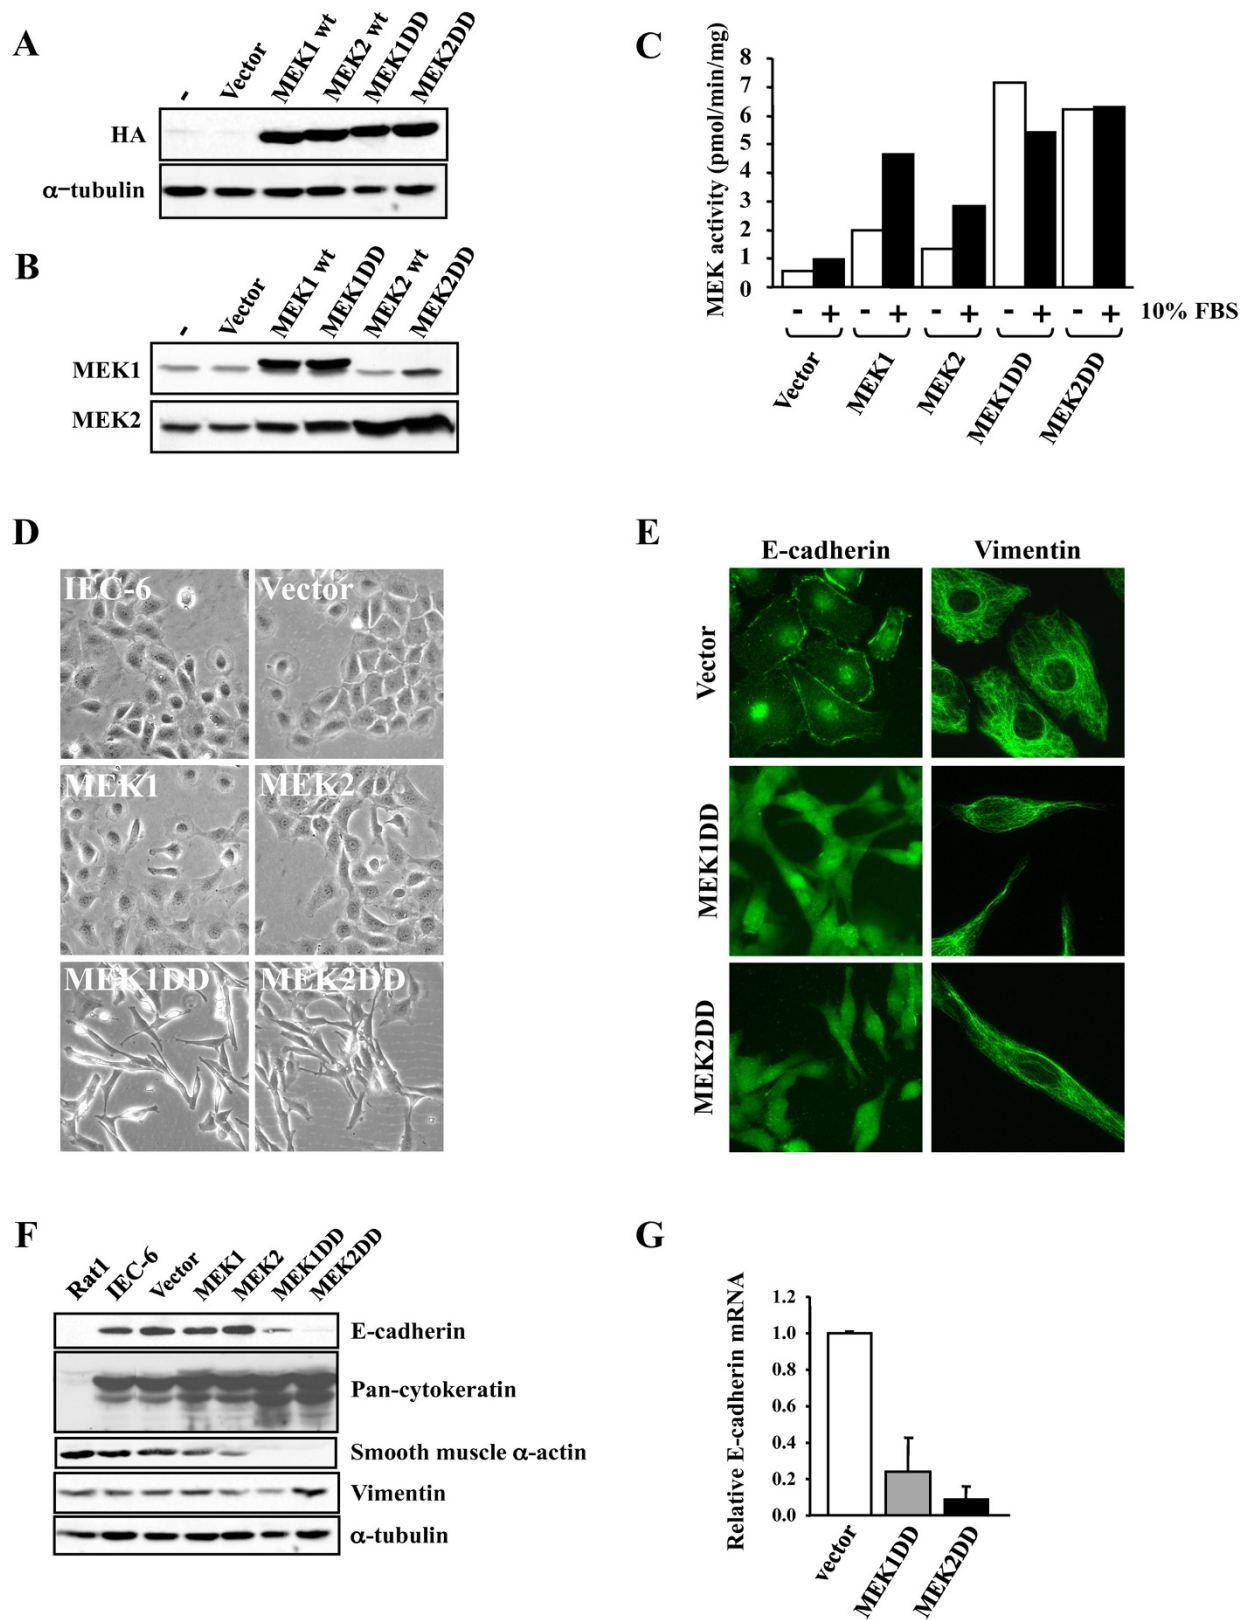 A
-
Vector
MEK1 wt
MEK2 wt
MEK1DD
MEK2DD
HA
α-tubulin
B
-
Vector
MEK1 wt
MEK1DD
MEK2 wt
MEK2DD
MEK1
MEK2
C
MEK activity (pmol/min/mg)
8
7
6
5
4
3
2
1
0
- + - + - + - + - + 10% FBS
Vector
MEK1
MEK2
MEK1DD
MEK2DD
D
IEC-6
Vector
MEK1
MEK2
MEK1DD
MEK2DD
E
E-cadherin
Vimentin
Vector
MEK1DD
MEK2DD
F
Rat1
IEC-6
Vector
MEK1
MEK2
MEK1DD
MEK2DD
E-cadherin
Pan-cytokeratin
Smooth muscle α-actin
Vimentin
α-tubulin
G
Relative E-cadherin mRNA
1.2
1.0
0.8
0.6
0.4
0.2
0.0
vector
MEK1DD
MEK2DD